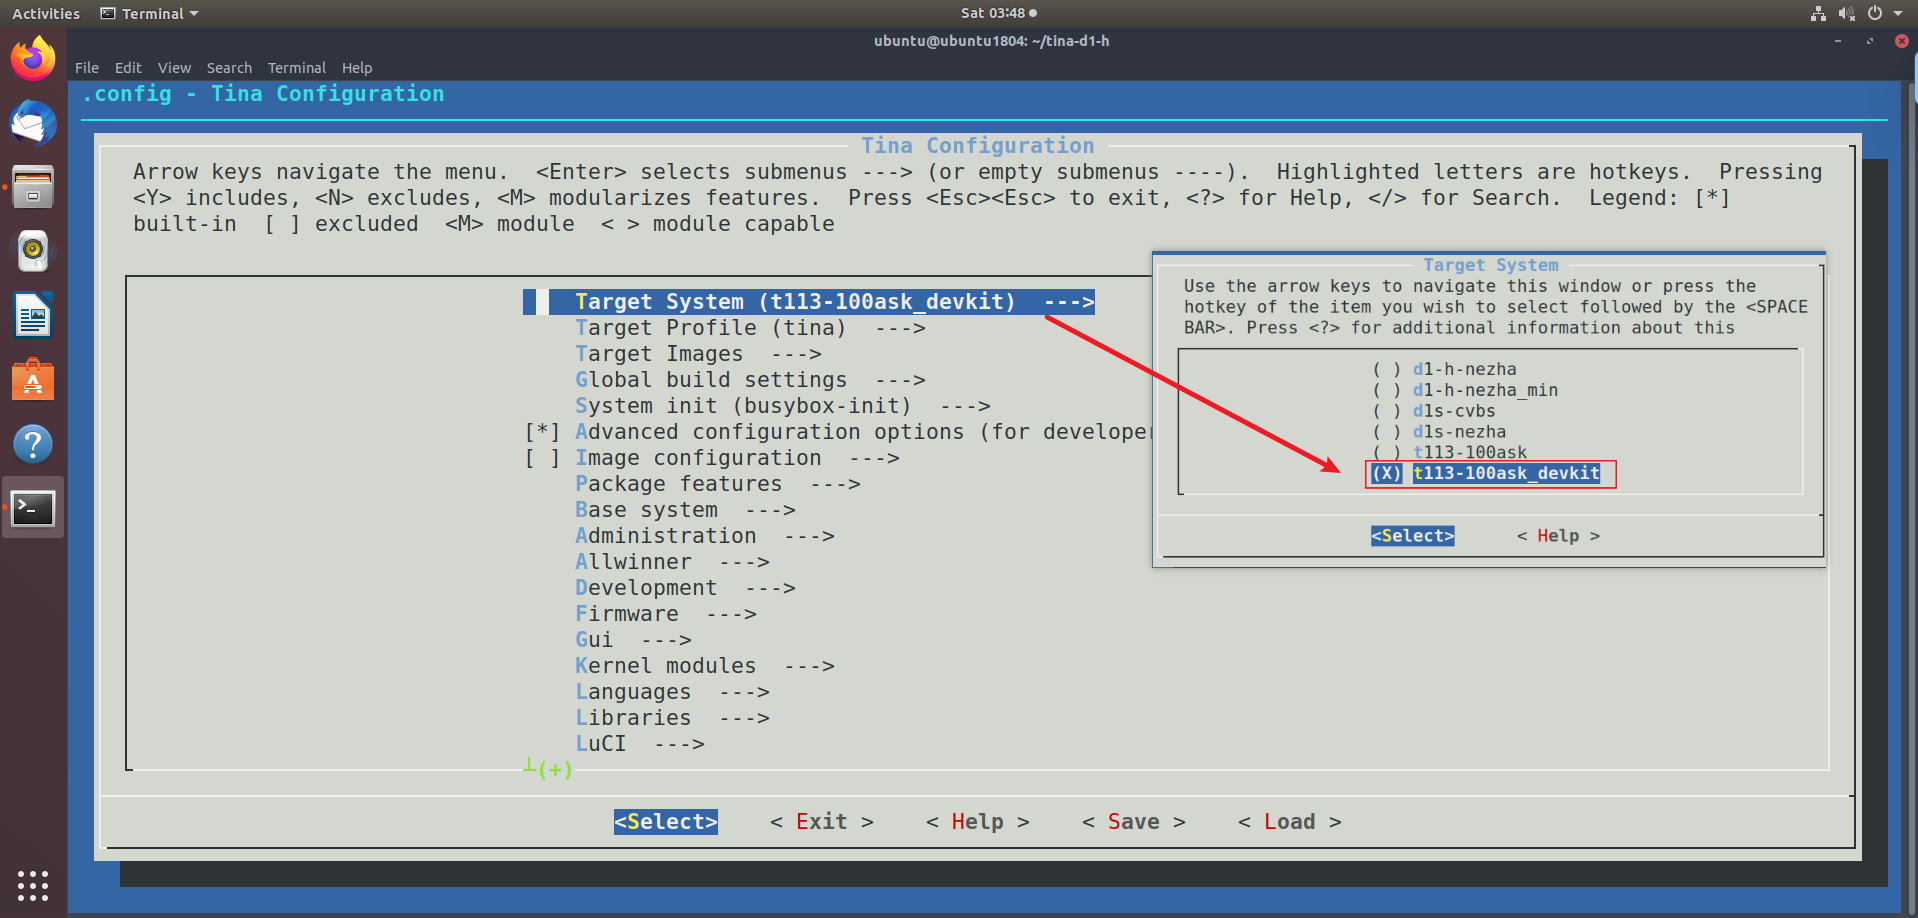 Activities Terminal Sat 03:48
ubuntu@ubuntu1804: ~/tina-d1-h
File Edit View Search Terminal Help
.config - Tina Configuration
Tina Configuration
Arrow keys navigate the menu.  <Enter> selects submenus ---> (or empty submenus ----).  Highlighted letters are hotkeys.  Pressing
<Y> includes, <N> excludes, <M> modularizes features.  Press <Esc><Esc> to exit, <?> for Help, </> for Search.  Legend: [*]
built-in  [ ] excluded  <M> module  < > module capable
Target System (t113-100ask_devkit)  --->
Target Profile (tina)  --->
Target Images  --->
Global build settings  --->
System init (busybox-init)  --->
[*] Advanced configuration options (for developer
[ ] Image configuration  --->
Package features  --->
Base system  --->
Administration  --->
Allwinner  --->
Development  --->
Firmware  --->
Gui  --->
Kernel modules  --->
Languages  --->
Libraries  --->
LuCI  --->
┴(+)
<Select>    < Exit >    < Help >    < Save >    < Load >
Target System
Use the arrow keys to navigate this window or press the
hotkey of the item you wish to select followed by the <SPACE
BAR>. Press <?> for additional information about this
( ) d1-h-nezha
( ) d1-h-nezha_min
( ) d1s-cvbs
( ) d1s-nezha
( ) t113-100ask
(X) t113-100ask_devkit
<Select>    < Help >